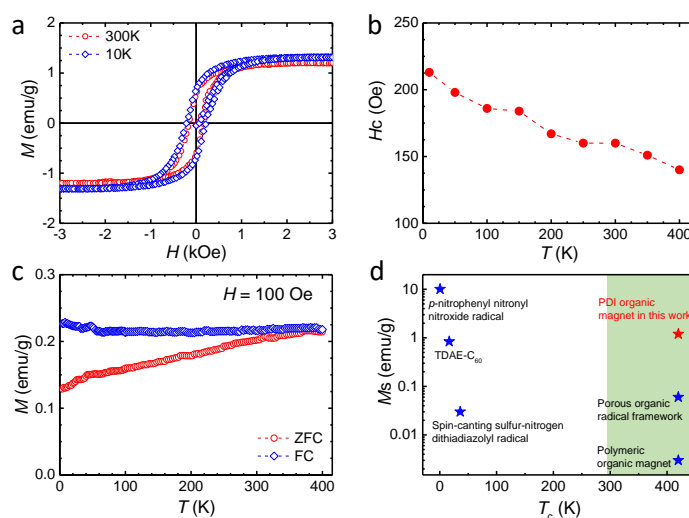 a
300K
10K
2
1
0
-1
-2
M (emu/g)
-3 -2 -1 0 1 2 3
H (kOe)
b
250
200
150
100
Hc (Oe)
0 100 200 300 400
T (K)
c
H = 100 Oe
0.3
0.2
0.1
0.0
M (emu/g)
ZFC
FC
0 100 200 300 400
T (K)
d
10
1
0.1
0.01
Ms (emu/g)
p-nitrophenyl nitronyl
nitroxide radical
TDAE-C₆₀
Spin-canting sulfur-nitrogen
dithiadiazolyl radical
PDI organic
magnet in this work
Porous organic
radical framework
Polymeric
organic magnet
0 100 200 300 400
T_c (K)